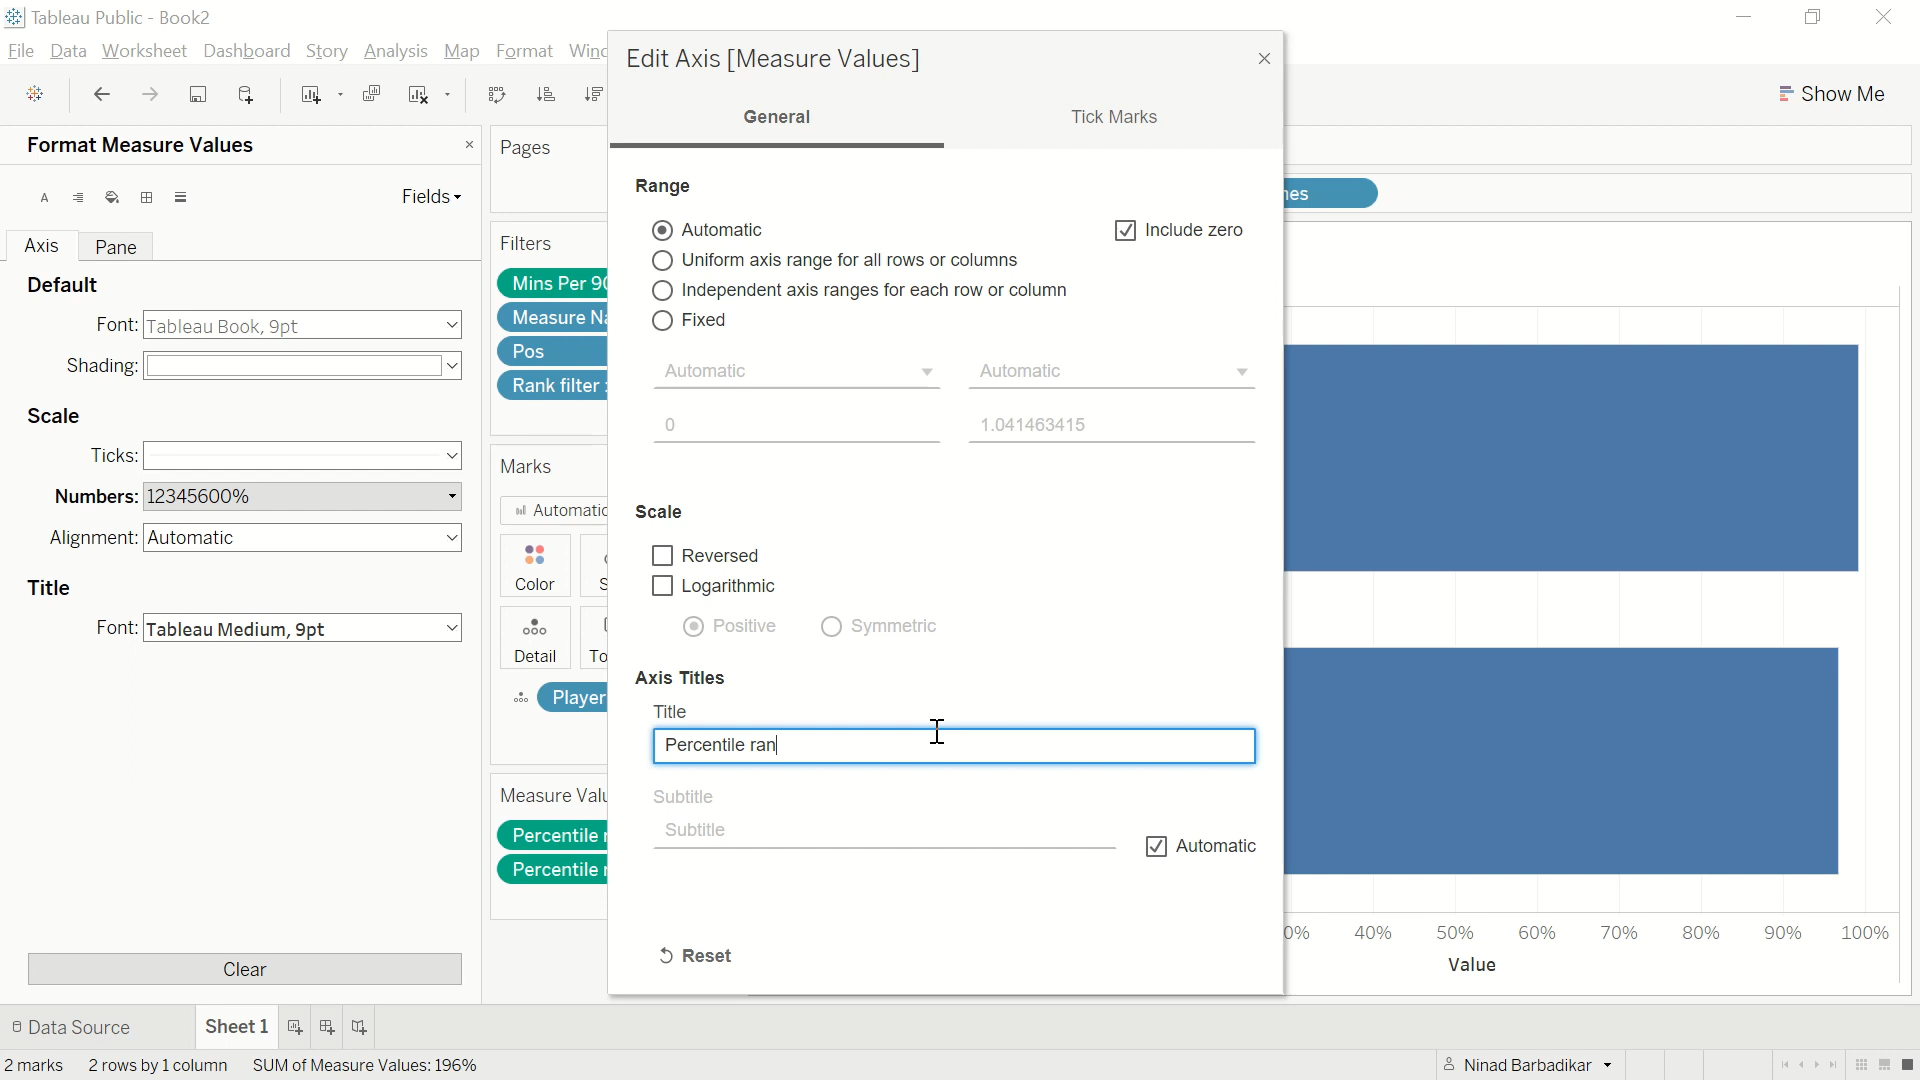 Tableau Public - Book2
File Data Worksheet Dashboard Story Analysis Map Format
Show Me
Format Measure Values
Fields
Axis Pane
Default
Font: Tableau Book, 9pt
Shading:
Scale
Ticks:
Numbers: 12345600%
Alignment: Automatic
Title
Font: Tableau Medium, 9pt
Clear
Pages
Filters
Mins Per 90
Pos
Rank filter
Marks
Automatic
Color
Detail
Player
Percentile
Percentile
Edit Axis [Measure Values]
General Tick Marks
Range
Automatic
Include zero
Uniform axis range for all rows or columns
Independent axis ranges for each row or column
Fixed
Automatic Automatic
0 1.041463415
Scale
Reversed
Logarithmic
Positive Symmetric
Axis Titles
Title
Percentile ran
Subtitle
Subtitle
Automatic
Reset
40% 50% 60% 70% 80% 90% 100%
Value
Data Source Sheet 1
2 marks 2 rows by 1 column SUM of Measure Values: 196%
Ninad Barbadikar